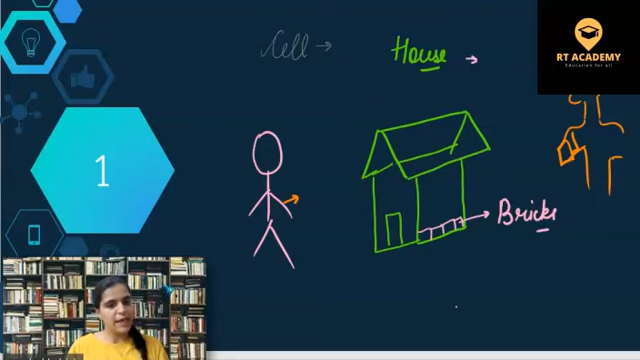 Cell →
House →
RT ACADEMY
Education for all
1
Bricks